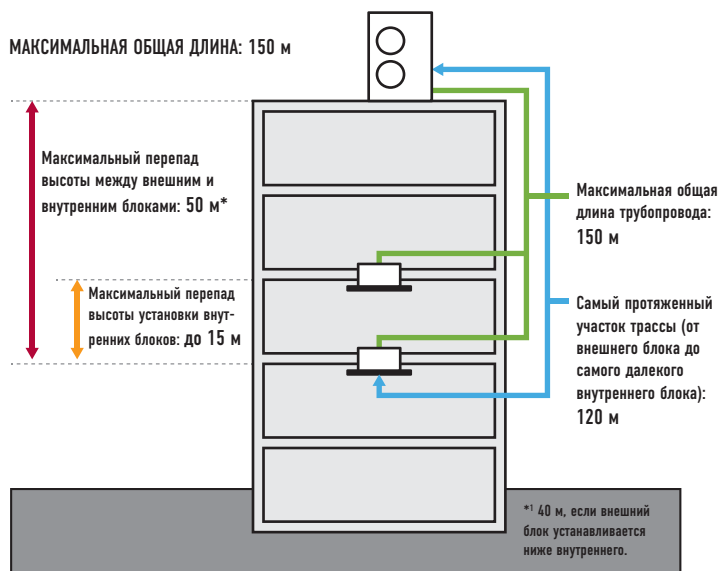 МАКСИМАЛЬНАЯ ОБЩАЯ ДЛИНА: 150 м
Максимальный перепад
высоты между внешним и
внутренним блоками: 50 м*
Максимальный перепад
высоты установки внут-
ренних блоков: до 15 м
Максимальная общая
длина трубопровода:
150 м
Самый протяженный
участок трассы (от
внешнего блока до
самого далекого
внутреннего блока):
120 м
*¹ 40 м, если внешний
блок устанавливается
ниже внутреннего.